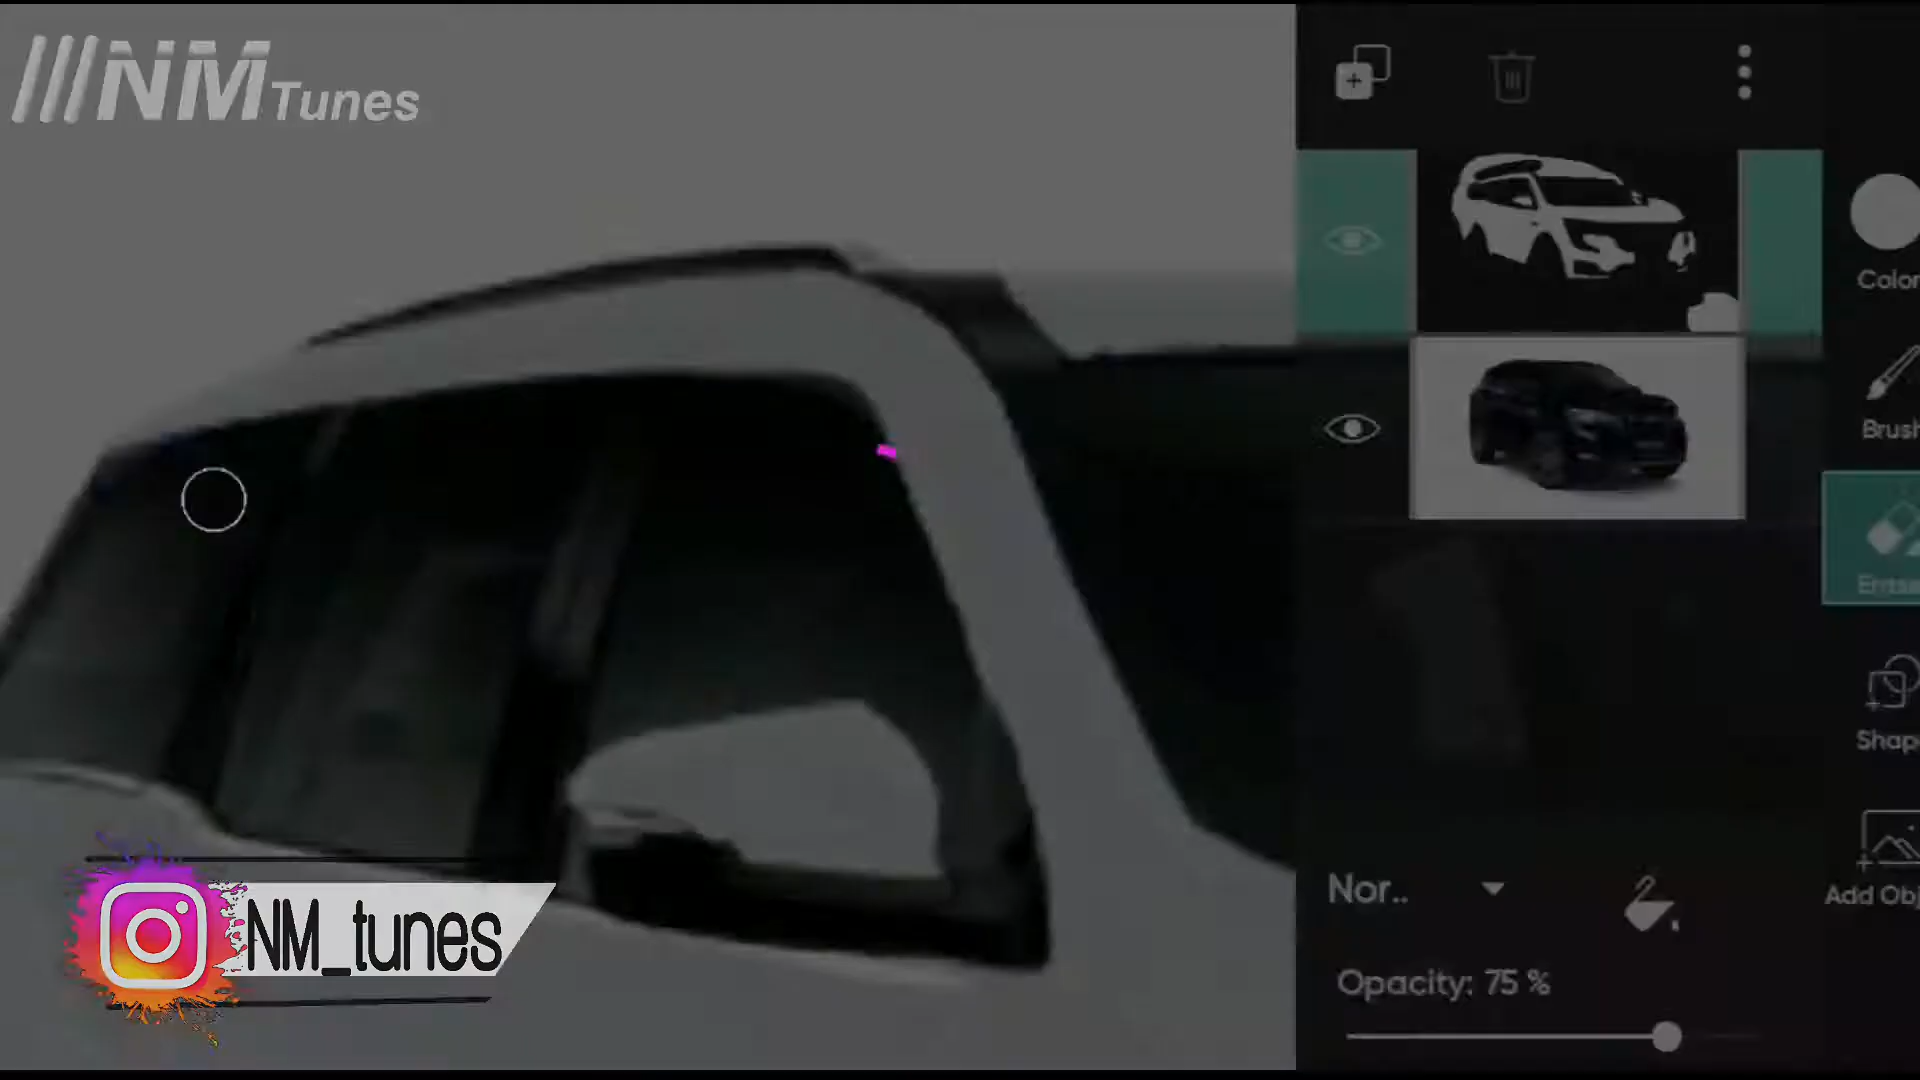 NM Tunes
Color
Brush
Nor..
Opacity: 75 %
NM_tunes